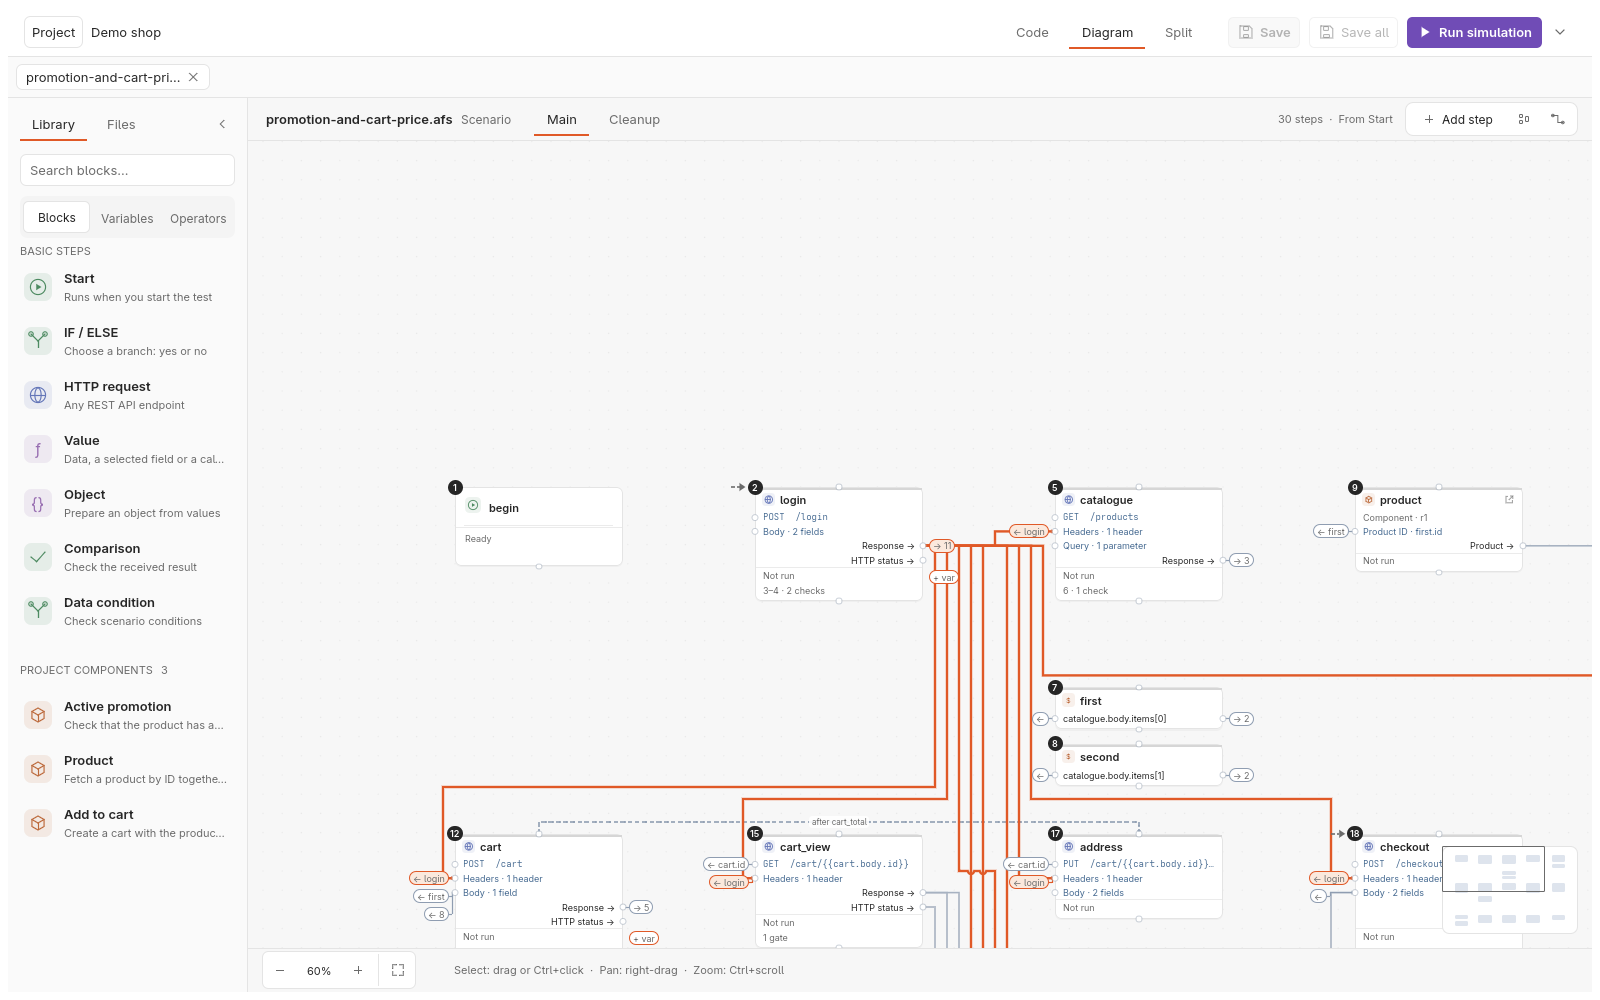 Project Demo shop
Code Diagram Split Save Save all Run simulation
promotion-and-cart-pri...
Library Files
promotion-and-cart-price.afs Scenario Main Cleanup
30 steps · From Start + Add step
Search blocks...
Blocks Variables Operators
BASIC STEPS
Start
Runs when you start the test
IF / ELSE
Choose a branch: yes or no
HTTP request
Any REST API endpoint
Value
Data, a selected field or a cal...
Object
Prepare an object from values
Comparison
Check the received result
Data condition
Check scenario conditions
PROJECT COMPONENTS 3
Active promotion
Check that the product has a...
Product
Fetch a product by ID togethe...
Add to cart
Create a cart with the produc...
1
begin
Ready
2
login
POST /login
Body · 2 fields
Response →
→ 11
HTTP status →
+ var
Not run
3–4 · 2 checks
5
catalogue
GET /products
← login
Headers · 1 header
Query · 1 parameter
Response →
→ 3
Not run
6 · 1 check
9
product
Component · r1
← first
Product ID · first.id
Product →
Not run
7
first
←
catalogue.body.items[0]
→ 2
8
second
←
catalogue.body.items[1]
→ 2
after cart_total
12
cart
POST /cart
← login
Headers · 1 header
← first
Body · 1 field
← 8
Response →
→ 5
HTTP status →
+ var
Not run
15
cart_view
← cart.id
GET /cart/{{cart.body.id}}
← login
Headers · 1 header
Response →
HTTP status →
Not run
1 gate
17
address
← cart.id
PUT /cart/{{cart.body.id}}...
← login
Headers · 1 header
Body · 2 fields
Not run
18
checkout
POST /checkout
← login
Headers · 1 header
←
Body · 2 fields
Not run
− 60% +
Select: drag or Ctrl+click · Pan: right-drag · Zoom: Ctrl+scroll